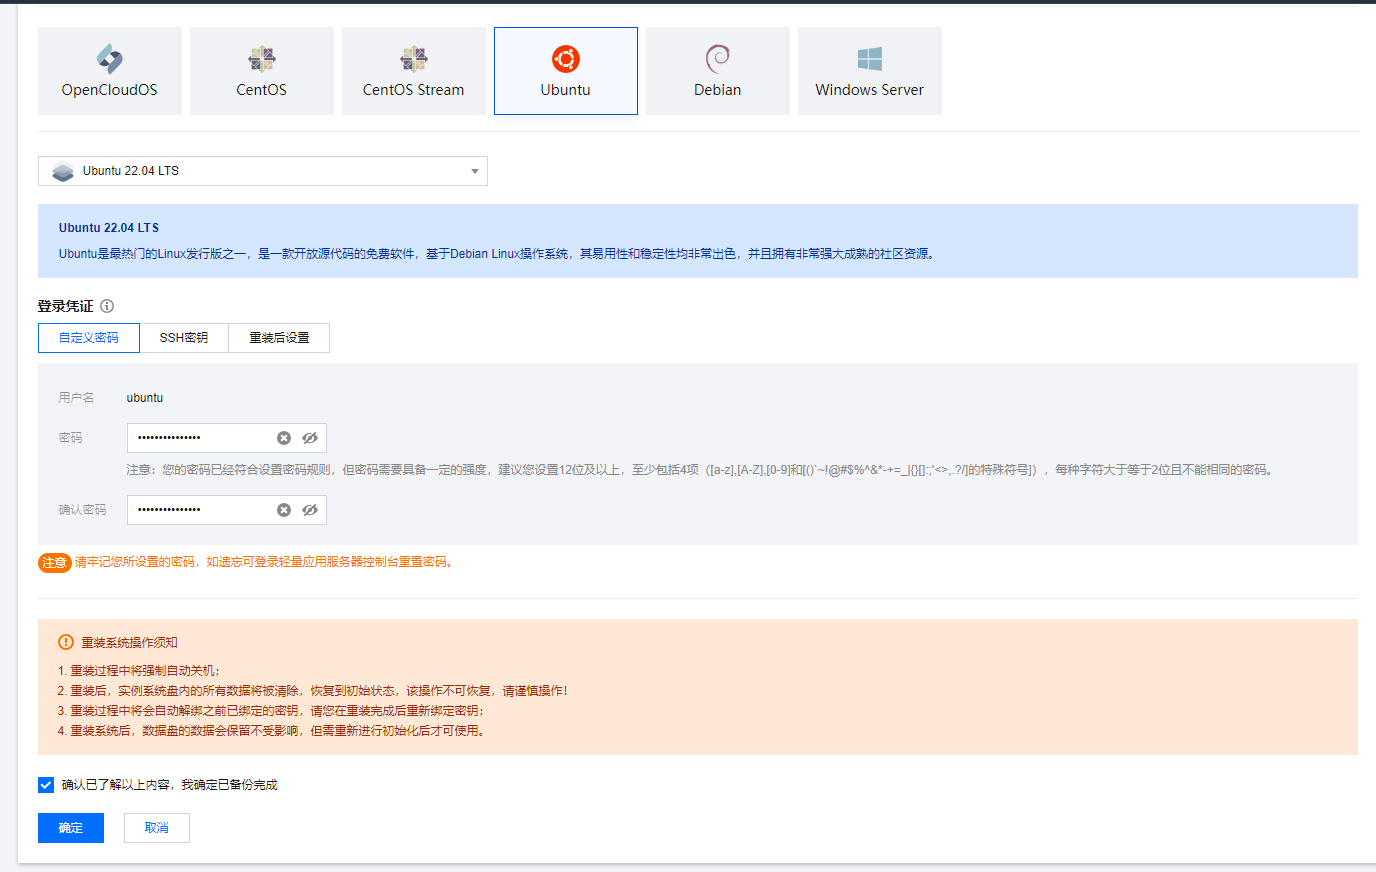 OpenCloudOS
CentOS
CentOS Stream
Ubuntu
Debian
Windows Server
Ubuntu 22.04 LTS
Ubuntu 22.04 LTS
Ubuntu是最热门的Linux发行版之一，是一款开放源代码的免费软件，基于Debian Linux操作系统，其易用性和稳定性均非常出色，并且拥有非常强大成熟的社区资源。
登录凭证
自定义密码 SSH密钥 重装后设置
用户名 ubuntu
密码 •••••••••••••••
注意：您的密码已经符合设置密码规则，但密码需要具备一定的强度，建议您设置12位及以上，至少包括4项（[a-z],[A-Z],[0-9]和[()`~!@#$%^&*-+=_|{}[]:;'<>,.?/]的特殊符号]），每种字符大于等于2位且不能相同的密码。
确认密码 •••••••••••••••
注意 请牢记您所设置的密码，如遗忘可登录轻量应用服务器控制台重置密码。
重装系统操作须知
1. 重装过程中将强制自动关机；
2. 重装后，实例系统盘内的所有数据将被清除，恢复到初始状态，该操作不可恢复，请谨慎操作！
3. 重装过程中将会自动解绑之前已绑定的密钥，请您在重装完成后重新绑定密钥；
4. 重装系统后，数据盘的数据会保留不受影响，但需重新进行初始化后才可使用。
确认已了解以上内容，我确定已备份完成
确定 取消